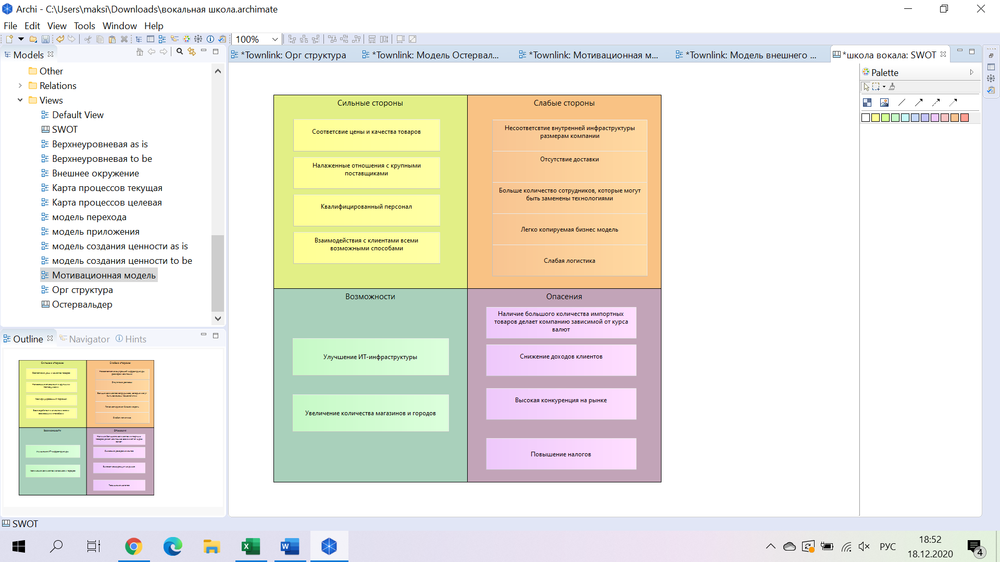 Archi - C:\Users\maksi\Downloads\вокальная школа.archimate
File Edit View Tools Window Help
100%
Models
*Townlink: Орг структура
*Townlink: Модель Остервал...
*Townlink: Мотивационная м...
*Townlink: Модель внешнего ...
*школа вокала: SWOT
Other
Relations
Views
Default View
SWOT
Верхнеуровневая as is
Верхнеуровневая to be
Внешнее окружение
Карта процессов текущая
Карта процессов целевая
модель перехода
модель приложения
модель создания ценности as is
модель создания ценности to be
Мотивационная модель
Орг структура
Остервальдер
Outline Navigator Hints
Сильные стороны
Соответсвие цены и качества товаров
Налаженные отношения с крупными
поставщиками
Квалифицированный персонал
Взаимодействия с клиентами всеми
возможными способами
Слабые стороны
Несоответсвтие внутренней инфраструктуры
размерам компании
Отсутствие доставки
Больше количество сотрудников, которые могут
быть заменены технологиями
Легко копируемая бизнес модель
Слабая логистика
Возможности
Улучшение ИТ-инфраструктуры
Увеличение количества магазинов и городов
Опасения
Наличие большого количества импортных
товаров делает компанию зависимой от курса
валют
Снижение доходов клиентов
Высокая конкуренция на рынке
Повышение налогов
Palette
SWOT
РУС
18:52
18.12.2020
4